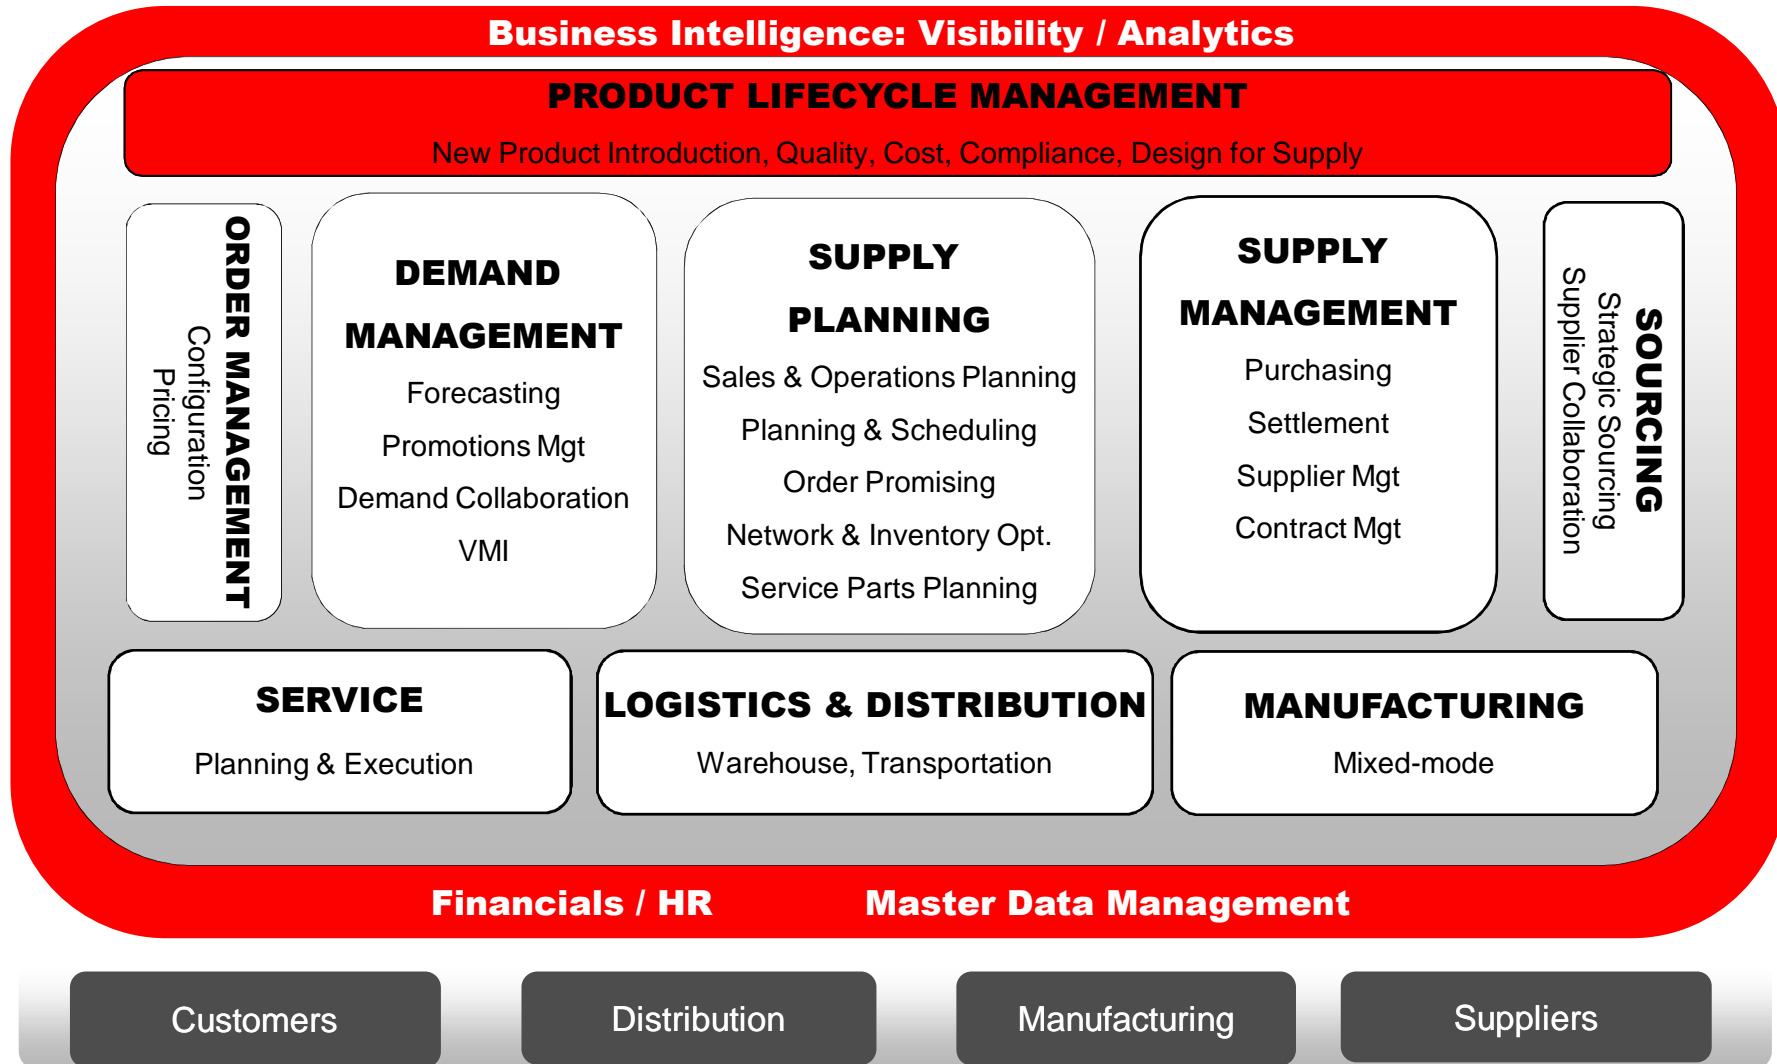 Business Intelligence: Visibility / Analytics
PRODUCT LIFECYCLE MANAGEMENT
New Product Introduction, Quality, Cost, Compliance, Design for Supply
ORDER MANAGEMENT
Configuration
Pricing
DEMAND
MANAGEMENT
Forecasting
Promotions Mgt
Demand Collaboration
VMI
SUPPLY
PLANNING
Sales & Operations Planning
Planning & Scheduling
Order Promising
Network & Inventory Opt.
Service Parts Planning
SUPPLY
MANAGEMENT
Purchasing
Settlement
Supplier Mgt
Contract Mgt
SOURCING
Strategic Sourcing
Supplier Collaboration
SERVICE
Planning & Execution
LOGISTICS & DISTRIBUTION
Warehouse, Transportation
MANUFACTURING
Mixed-mode
Financials / HR
Master Data Management
Customers
Distribution
Manufacturing
Suppliers